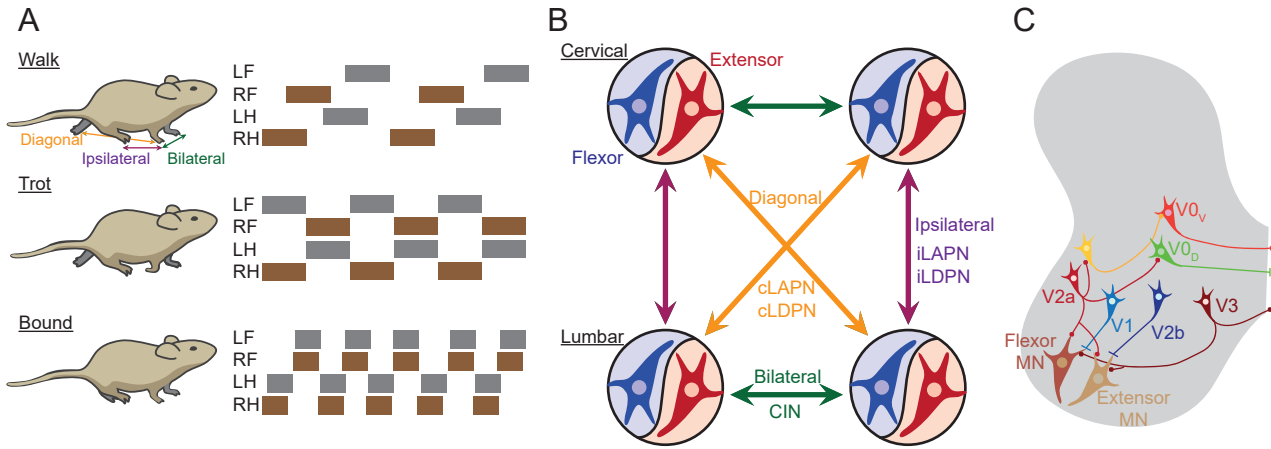 A
Walk
LF
RF
LH
RH
Diagonal
Ipsilateral
Bilateral
Trot
LF
RF
LH
RH
Bound
LF
RF
LH
RH
B
Cervical
Extensor
Flexor
Diagonal
Ipsilateral
iLAPN
iLDPN
cLAPN
cLDPN
Lumbar
Bilateral
CIN
C
V0V
V0D
V2a
V1
V2b
V3
Flexor
MN
Extensor
MN